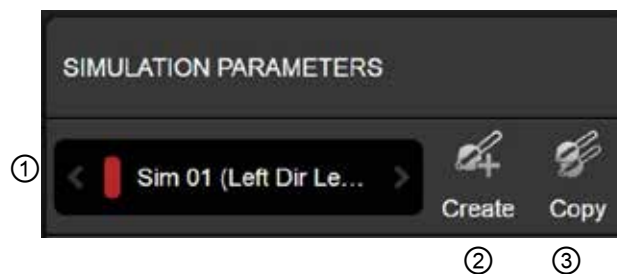 SIMULATION PARAMETERS
① < Sim 01 (Left Dir Le... >
Create Copy
② ③